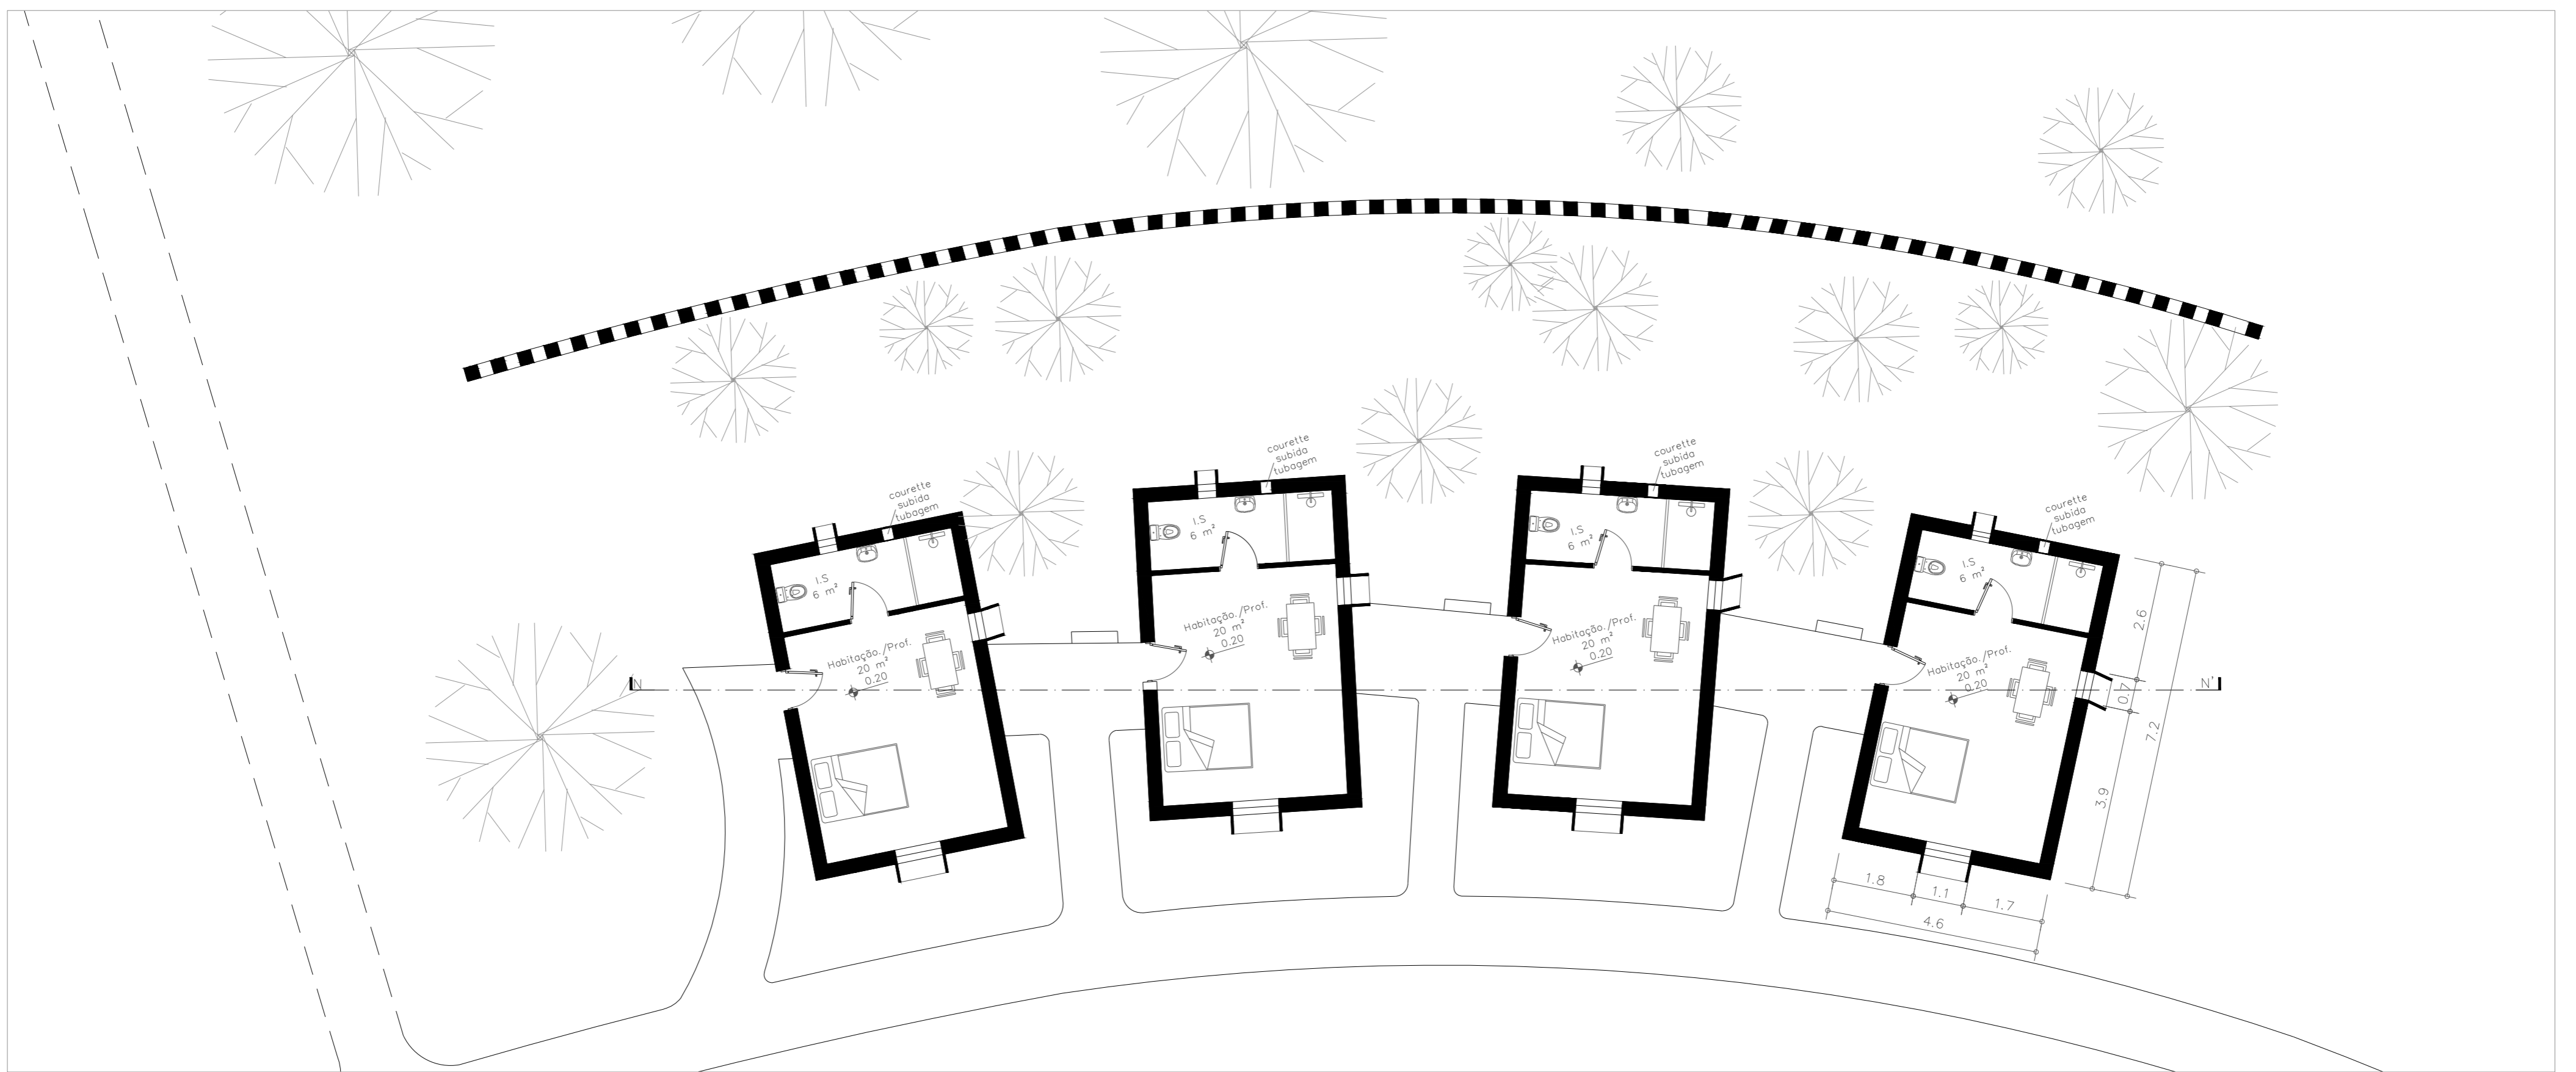 courette
subida
tubagem
I.S
6 m²
Habitação./Prof.
20 m²
0.20
courette
subida
tubagem
I.S
6 m²
Habitação./Prof.
20 m²
0.20
courette
subida
tubagem
I.S
6 m²
Habitação./Prof.
20 m²
0.20
courette
subida
tubagem
I.S
6 m²
Habitação./Prof.
20 m²
0.20
N
N'
2.6
0.7
7.2
3.9
1.8
1.1
1.7
4.6